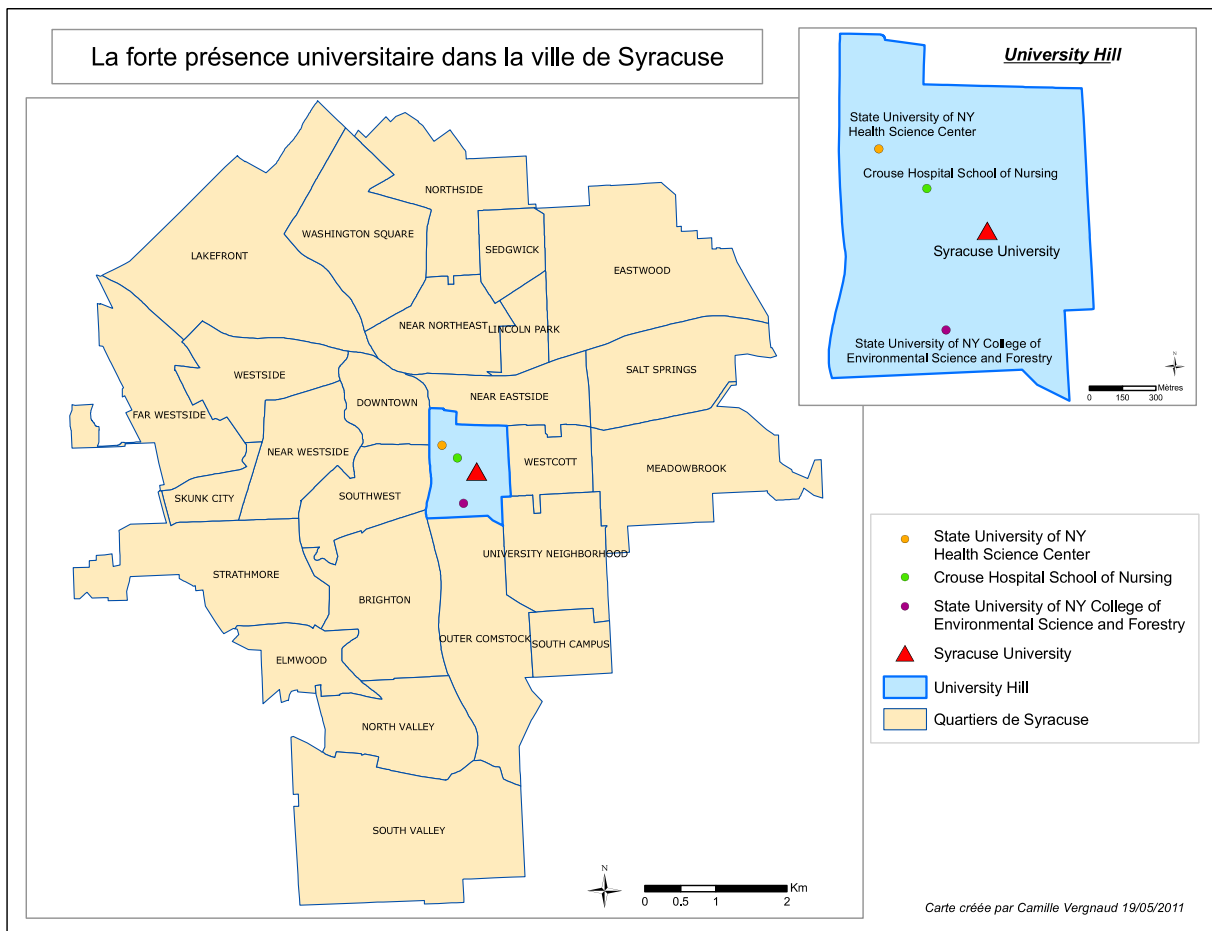 La forte présence universitaire dans la ville de Syracuse
University Hill
State University of NY
Health Science Center
Crouse Hospital School of Nursing
Syracuse University
State University of NY College of
Environmental Science and Forestry
N
Mètres
0 150 300
NORTHSIDE
WASHINGTON SQUARE
SEDGWICK
LAKEFRONT
EASTWOOD
NEAR NORTHEAST
LINCOLN PARK
WESTSIDE
SALT SPRINGS
DOWNTOWN
NEAR EASTSIDE
FAR WESTSIDE
NEAR WESTSIDE
WESTCOTT
MEADOWBROOK
SKUNK CITY
SOUTHWEST
UNIVERSITY NEIGHBORHOOD
STRATHMORE
BRIGHTON
OUTER COMSTOCK
SOUTH CAMPUS
ELMWOOD
NORTH VALLEY
SOUTH VALLEY
N
Km
0 0.5 1 2
State University of NY
Health Science Center
Crouse Hospital School of Nursing
State University of NY College of
Environmental Science and Forestry
Syracuse University
University Hill
Quartiers de Syracuse
Carte créée par Camille Vergnaud 19/05/2011